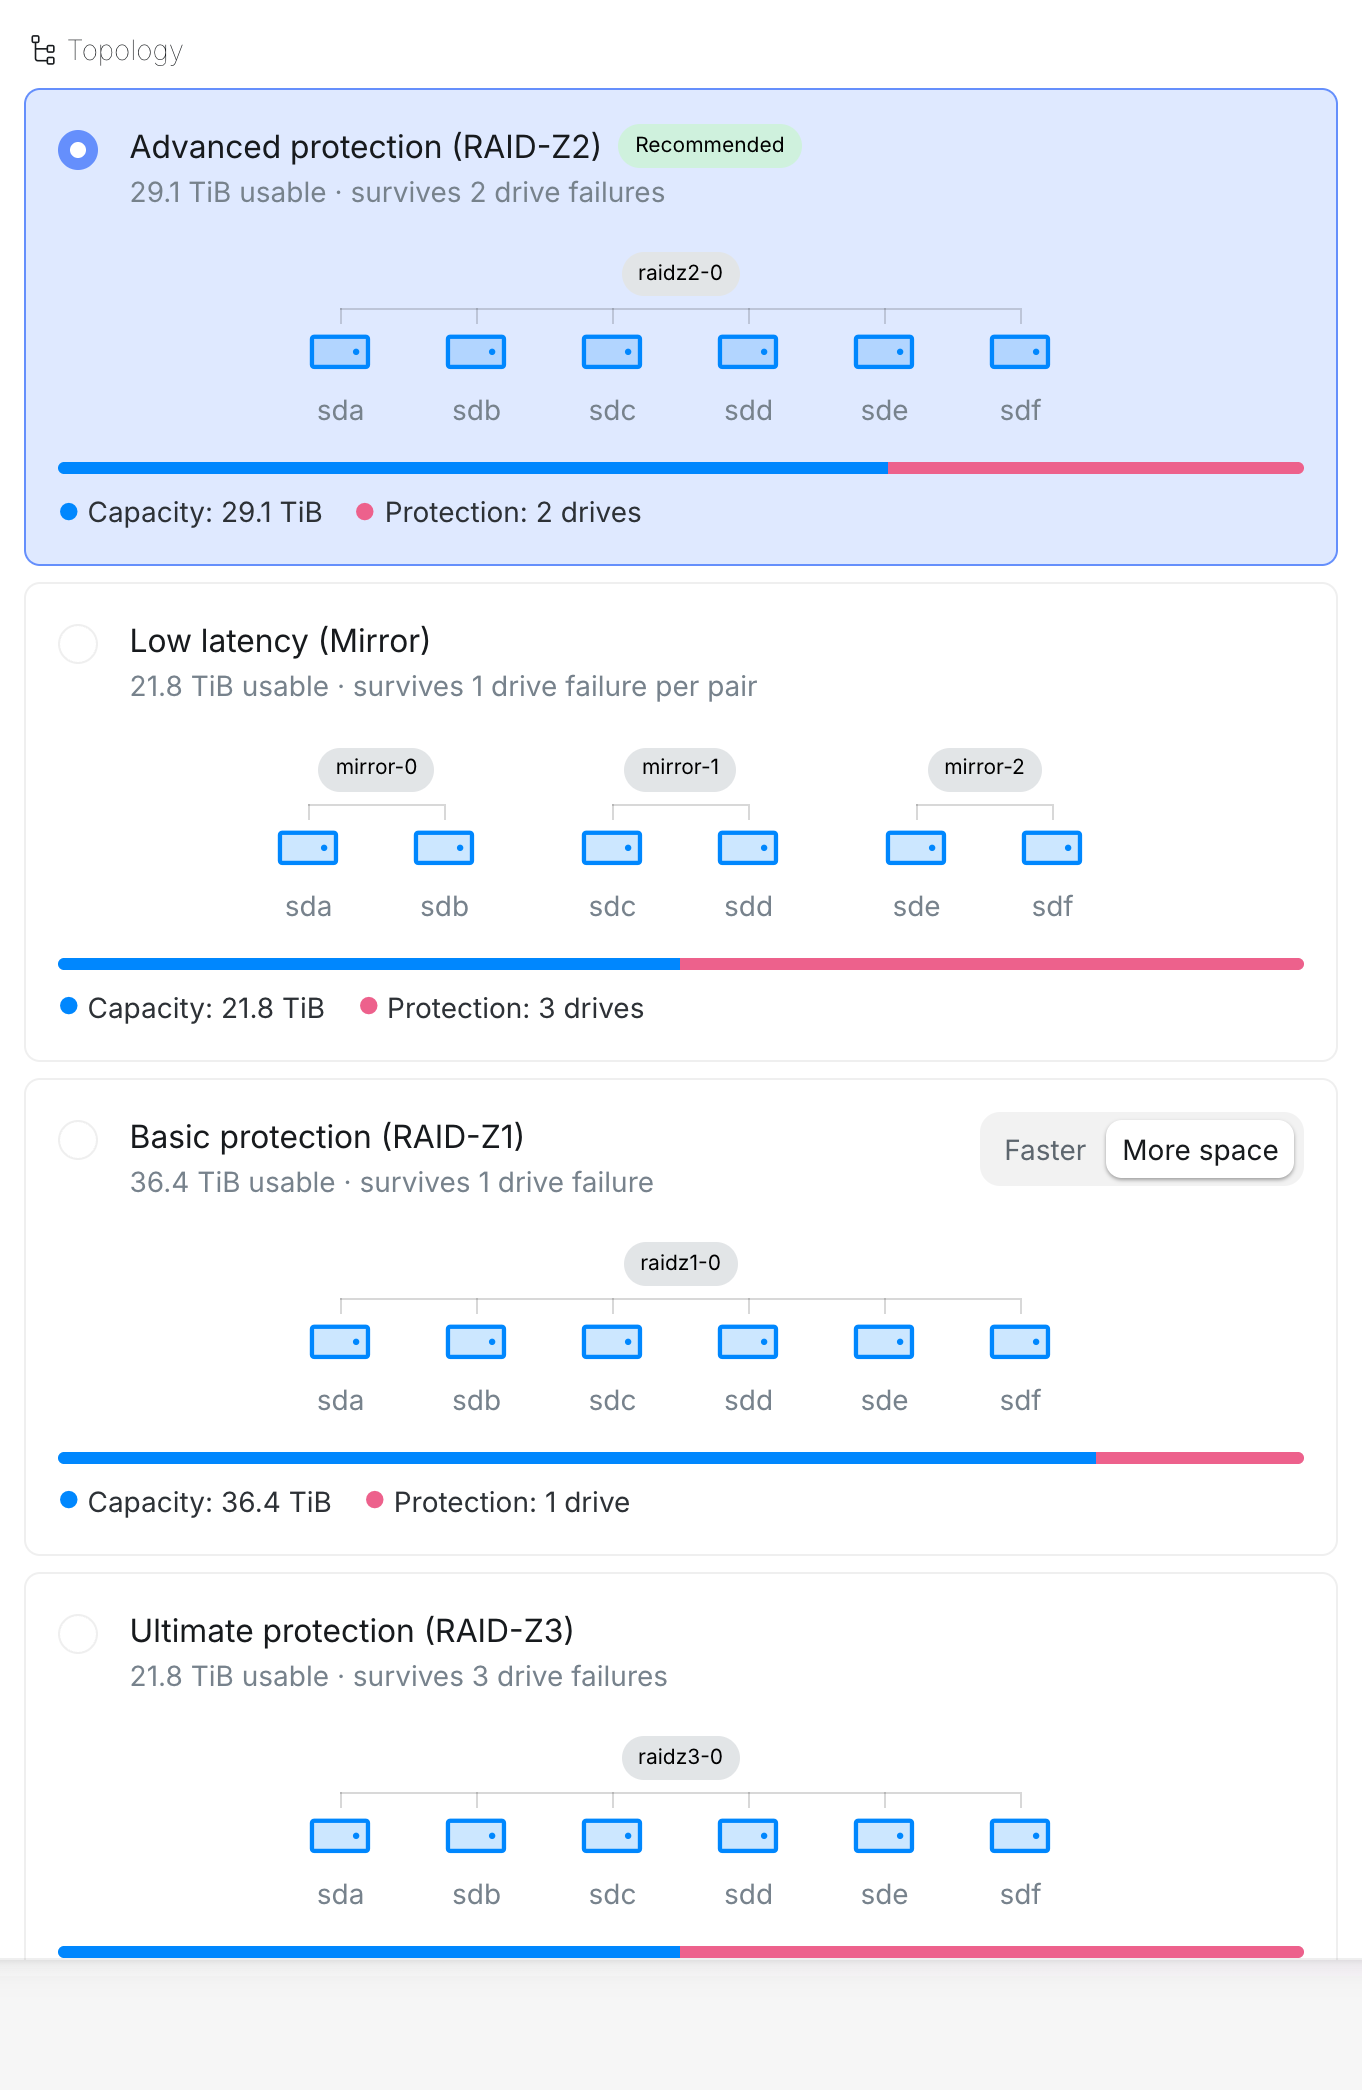 Topology
Advanced protection (RAID-Z2) Recommended
29.1 TiB usable · survives 2 drive failures
raidz2-0
sda sdb sdc sdd sde sdf
Capacity: 29.1 TiB Protection: 2 drives
Low latency (Mirror)
21.8 TiB usable · survives 1 drive failure per pair
mirror-0 mirror-1 mirror-2
sda sdb sdc sdd sde sdf
Capacity: 21.8 TiB Protection: 3 drives
Basic protection (RAID-Z1) Faster More space
36.4 TiB usable · survives 1 drive failure
raidz1-0
sda sdb sdc sdd sde sdf
Capacity: 36.4 TiB Protection: 1 drive
Ultimate protection (RAID-Z3)
21.8 TiB usable · survives 3 drive failures
raidz3-0
sda sdb sdc sdd sde sdf